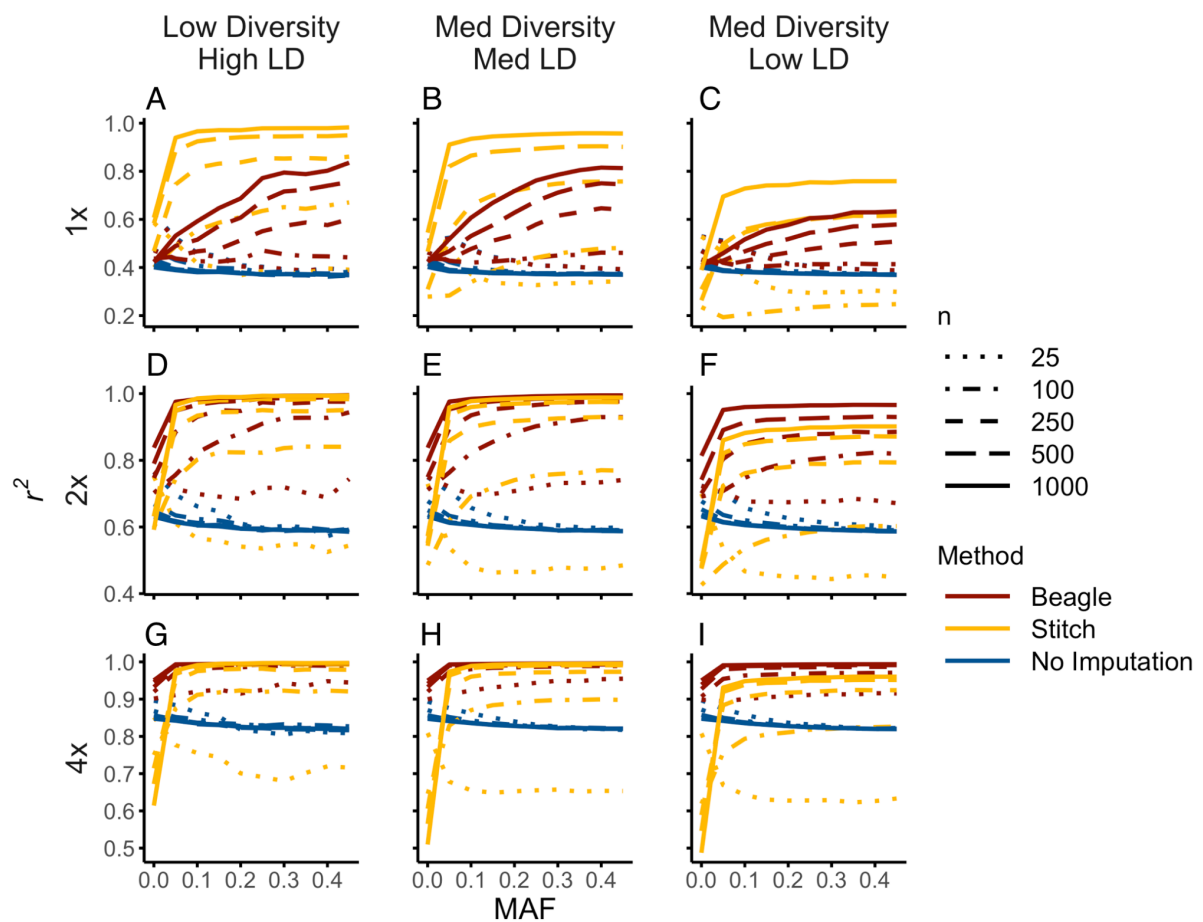 Low Diversity
High LD
Med Diversity
Med LD
Med Diversity
Low LD
A
B
C
1x
1.0
0.8
0.6
0.4
0.2
D
E
F
r²
2x
1.0
0.8
0.6
0.4
G
H
I
4x
1.0
0.9
0.8
0.7
0.6
0.5
0.0 0.1 0.2 0.3 0.4
0.0 0.1 0.2 0.3 0.4
0.0 0.1 0.2 0.3 0.4
MAF
n
25
100
250
500
1000
Method
Beagle
Stitch
No Imputation